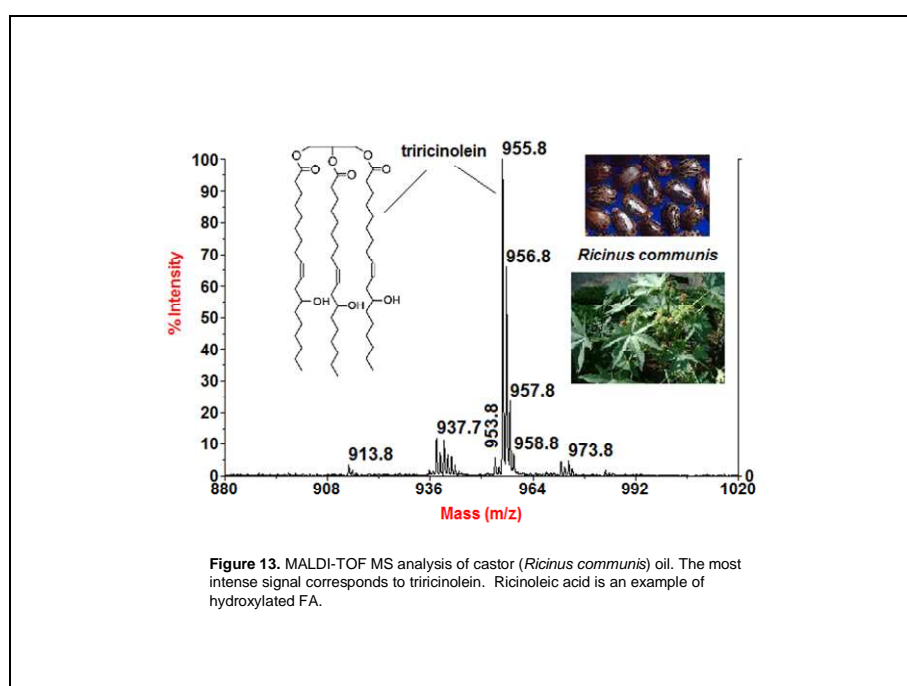 triricinolein
955.8
956.8
957.8
958.8
953.8
937.7
913.8
973.8
Ricinus communis
O
O
O
O
O
O
OH
OH
OH
% Intensity
100
90
80
70
60
50
40
30
20
10
0
0
880
908
936
964
992
1020
Mass (m/z)
Figure 13. MALDI-TOF MS analysis of castor (Ricinus communis) oil. The most
intense signal corresponds to triricinolein. Ricinoleic acid is an example of
hydroxylated FA.